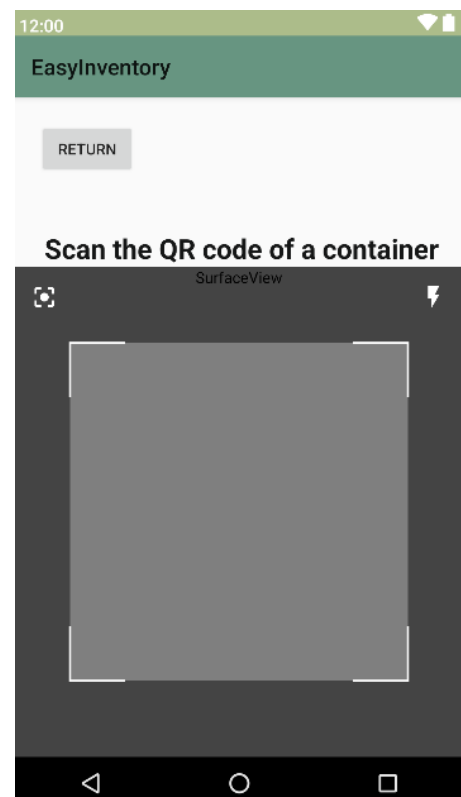 12:00
EasyInventory
RETURN
Scan the QR code of a container
SurfaceView